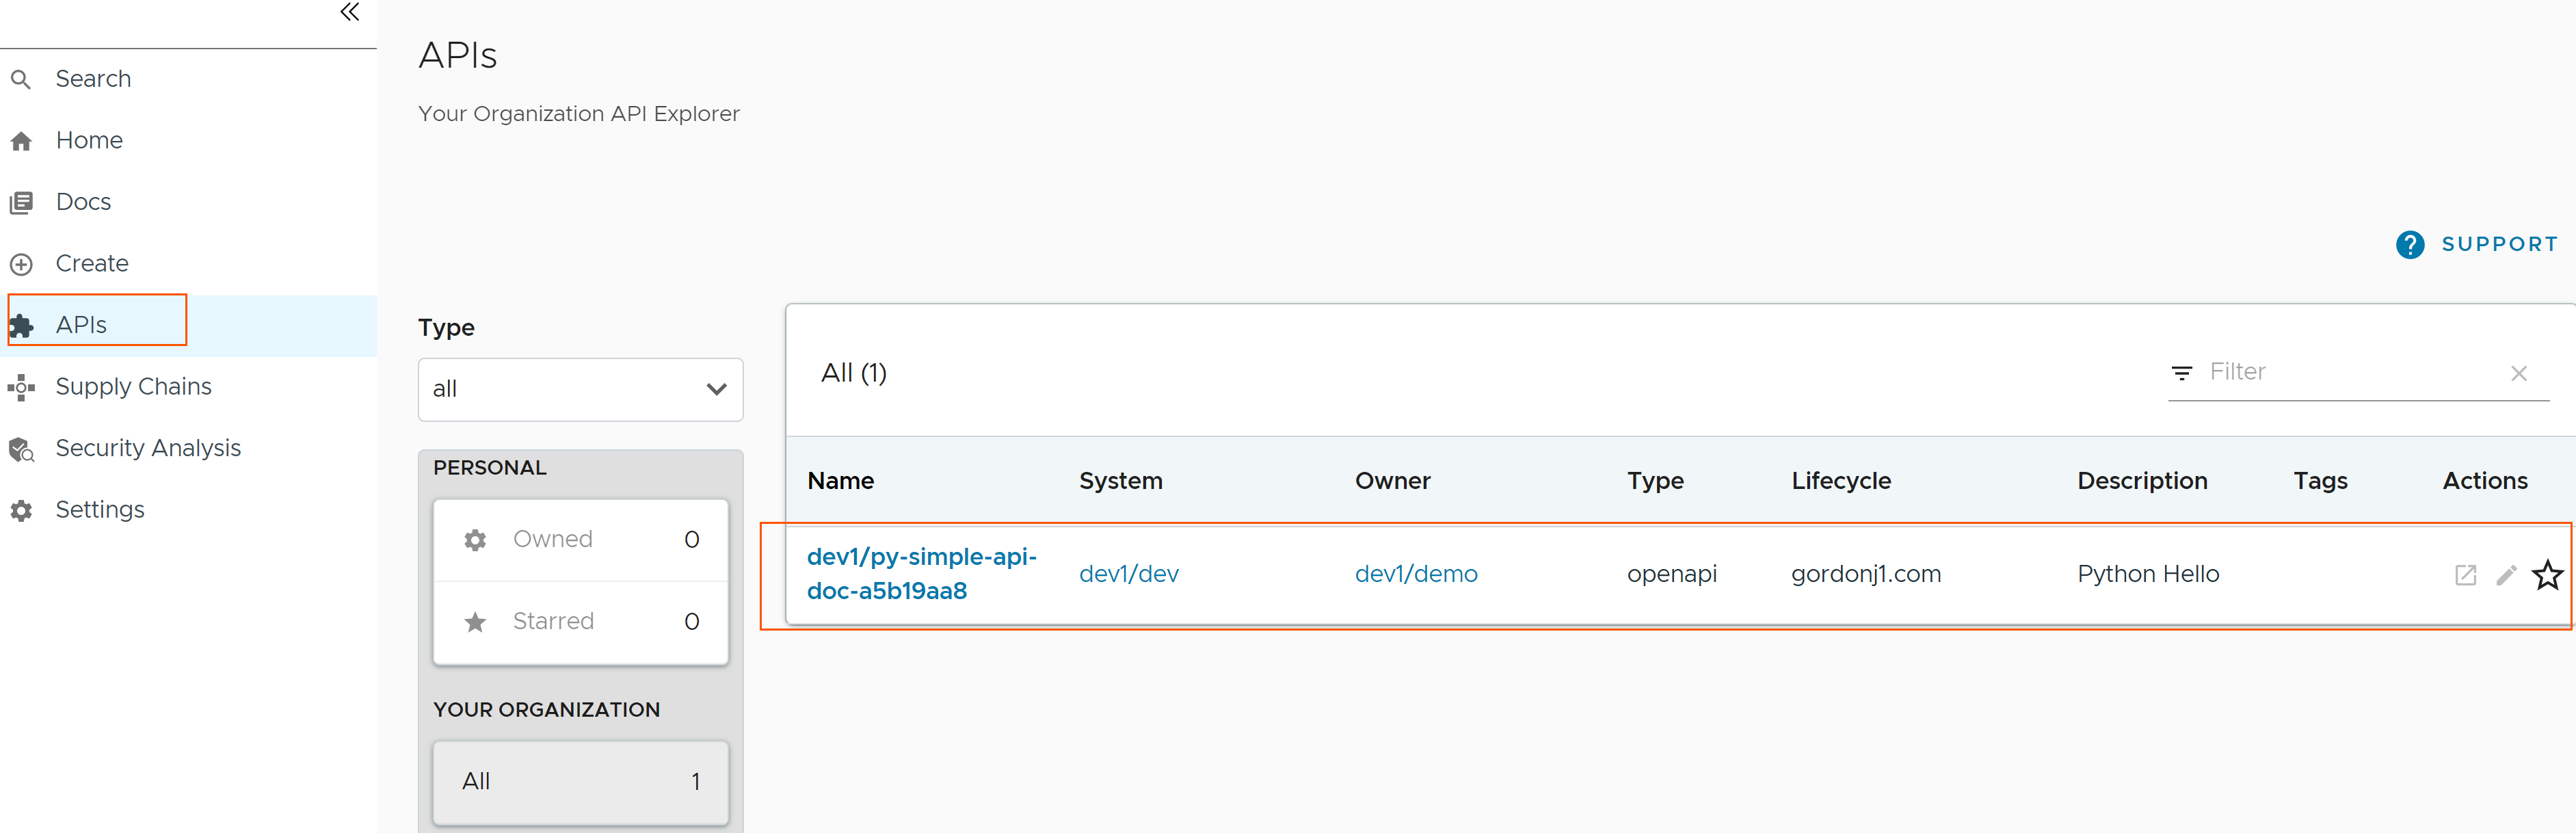 Search
Home
Docs
Create
APIs
Supply Chains
Security Analysis
Settings
APIs
Your Organization API Explorer
SUPPORT
Type
all
PERSONAL
Owned 0
Starred 0
YOUR ORGANIZATION
All 1
All (1)
Filter
Name System Owner Type Lifecycle Description Tags Actions
dev1/py-simple-api-
doc-a5b19aa8 dev1/dev dev1/demo openapi gordonj1.com Python Hello